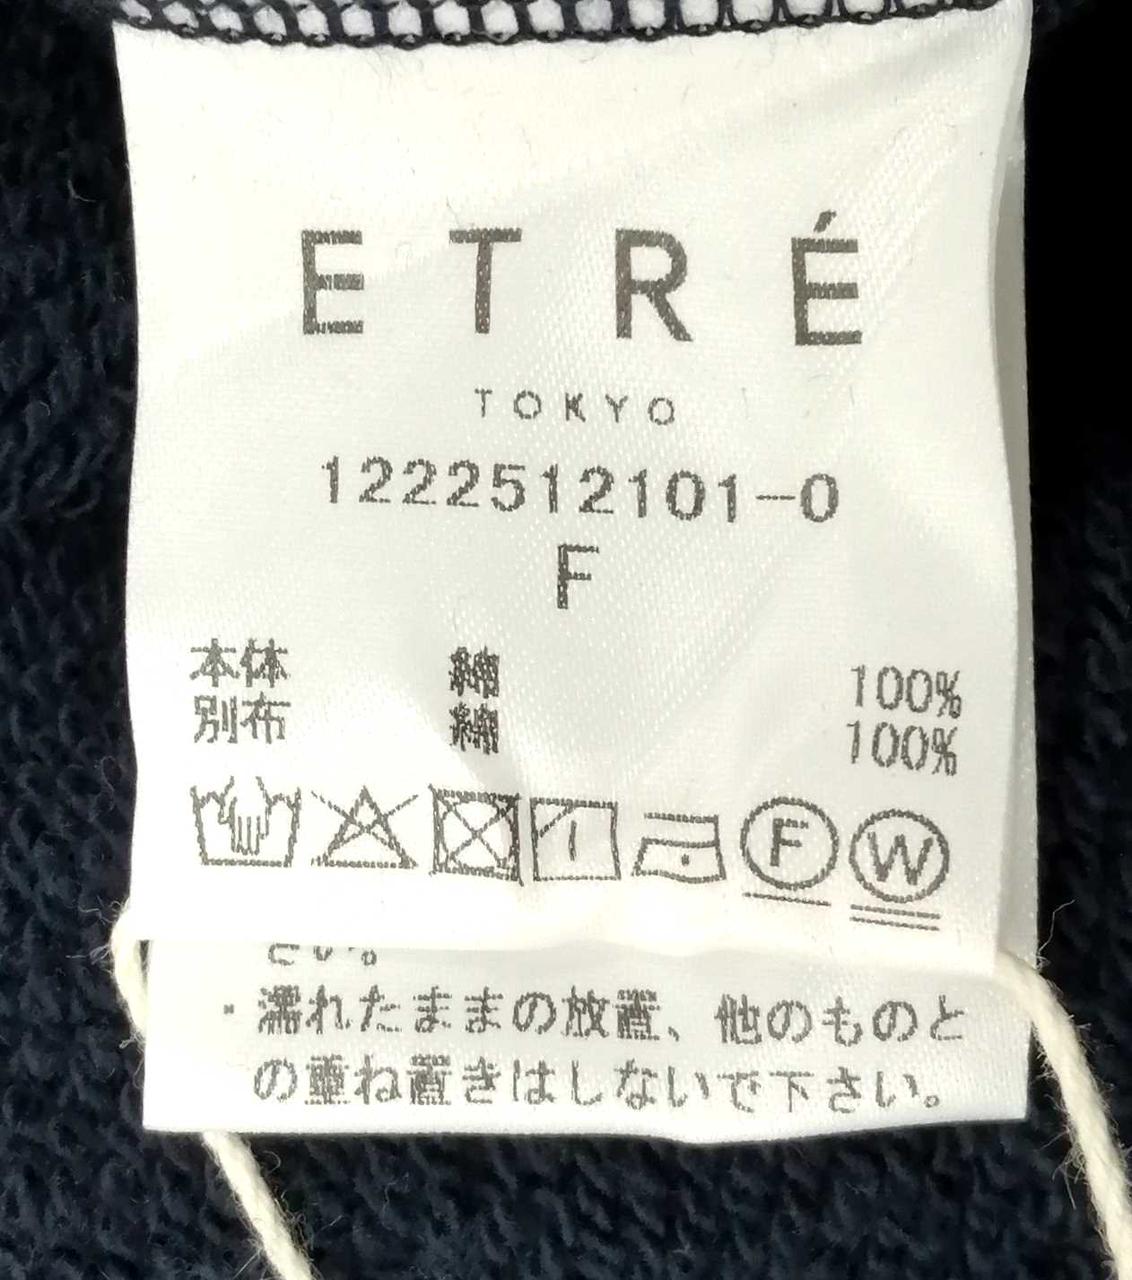 ETRÉ
TOKYO
1222512101-0
F
本体 綿 100%
別布 綿 100%
F W
さい。
・濡れたままの放置、他のものと
の重ね置きはしないで下さい。